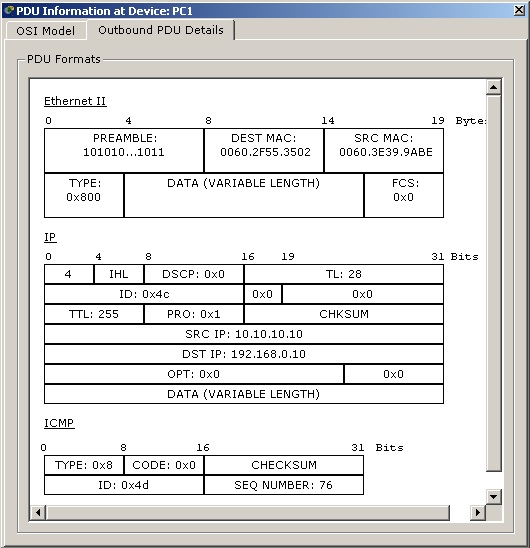 PDU Information at Device: PC1
OSI Model Outbound PDU Details
PDU Formats
Ethernet II
0 4 8 14 19 Bytes
PREAMBLE: DEST MAC: SRC MAC:
101010...1011 0060.2F55.3502 0060.3E39.9ABE
TYPE: DATA (VARIABLE LENGTH) FCS:
0x800 0x0
IP
0 4 8 16 19 31 Bits
4 IHL DSCP: 0x0 TL: 28
ID: 0x4c 0x0 0x0
TTL: 255 PRO: 0x1 CHKSUM
SRC IP: 10.10.10.10
DST IP: 192.168.0.10
OPT: 0x0 0x0
DATA (VARIABLE LENGTH)
ICMP
0 8 16 31 Bits
TYPE: 0x8 CODE: 0x0 CHECKSUM
ID: 0x4d SEQ NUMBER: 76